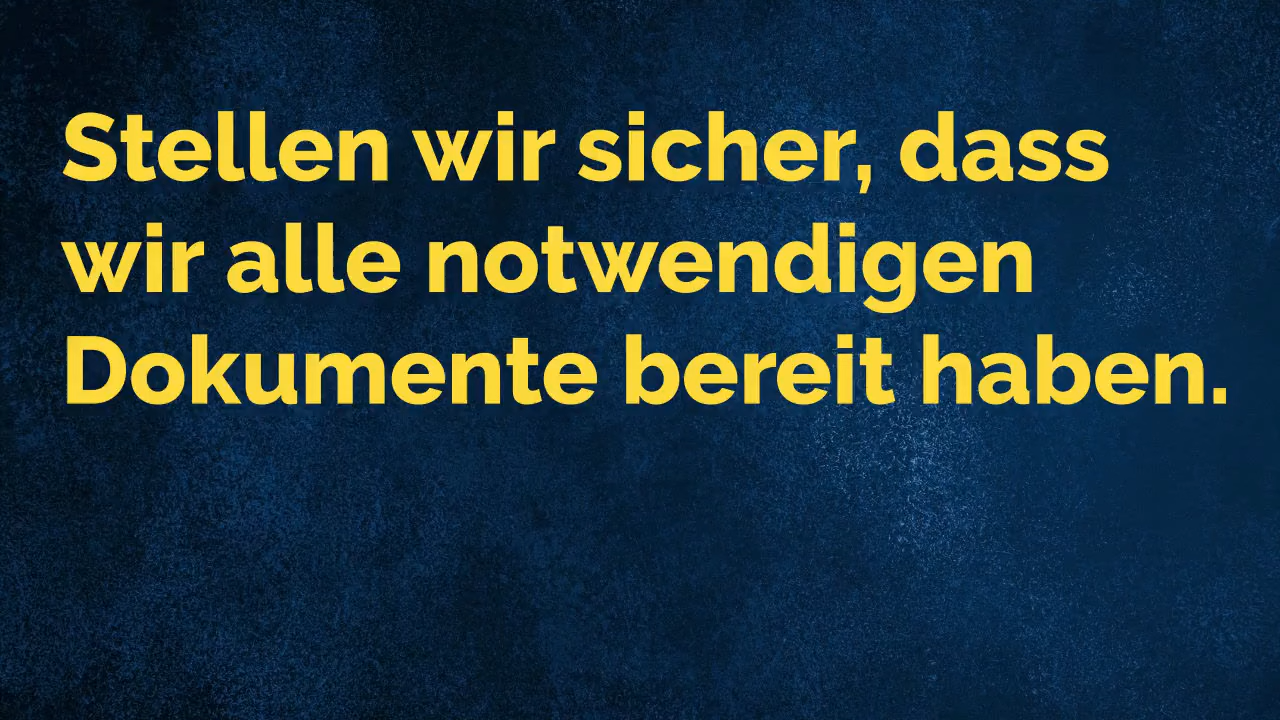 Stellen wir sicher, dass
wir alle notwendigen
Dokumente bereit haben.